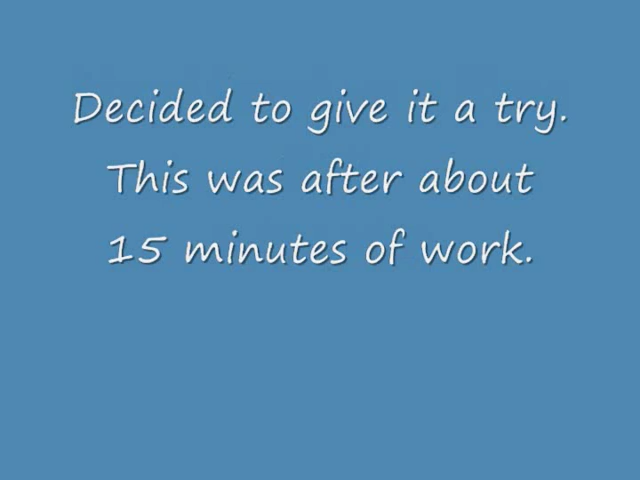 Decided to give it a try.
This was after about
15 minutes of work.